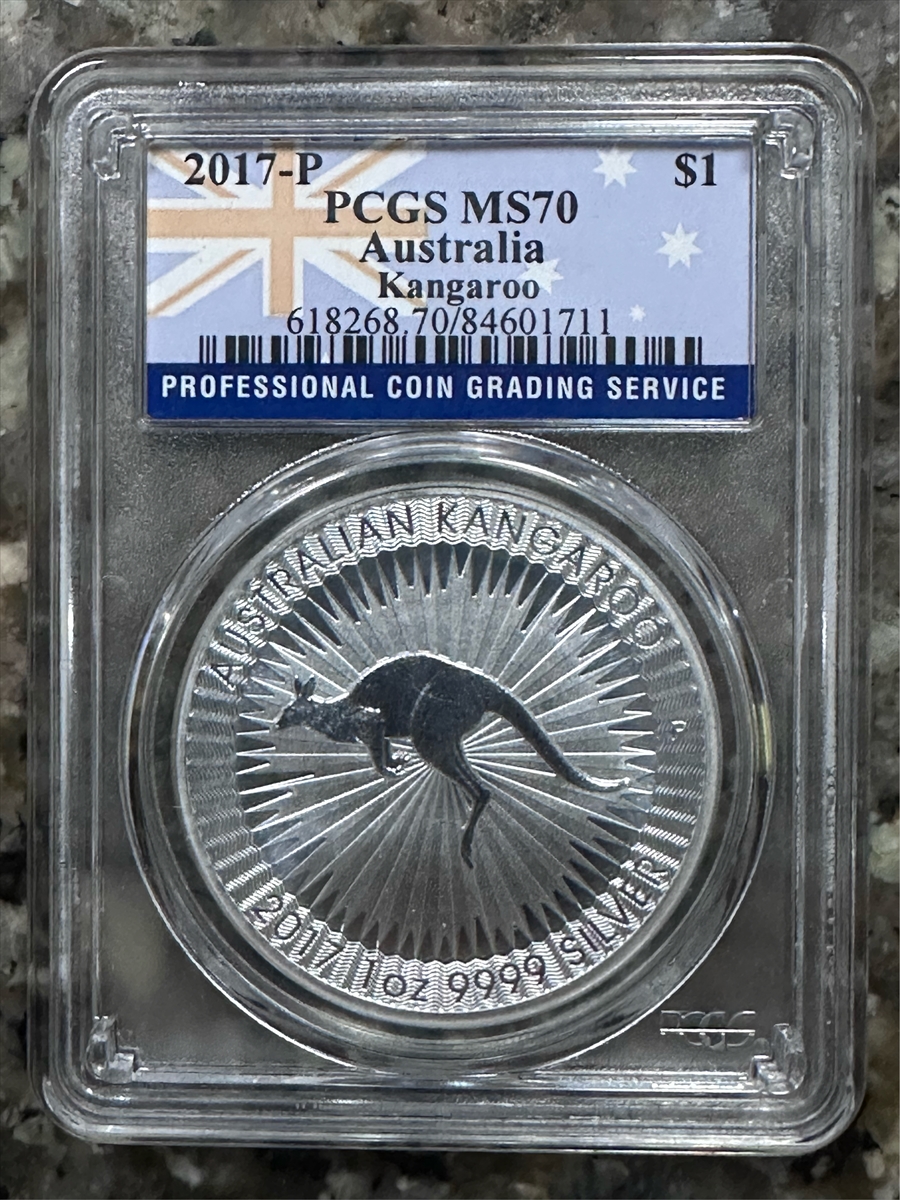 2017-P $1
PCGS MS70
Australia
Kangaroo
618268.70/84601711
PROFESSIONAL COIN GRADING SERVICE
AUSTRALIAN KANGAROO
P
2017 1oz 9999 SILVER
PCGS